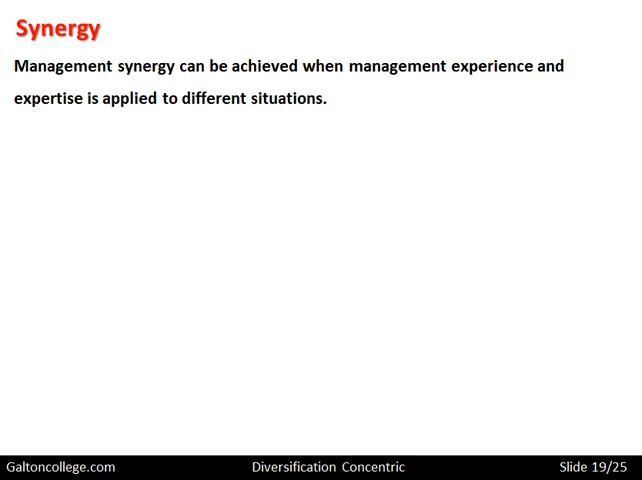 Synergy
Management synergy can be achieved when management experience and
expertise is applied to different situations.
Galtoncollege.com Diversification Concentric Slide 19/25